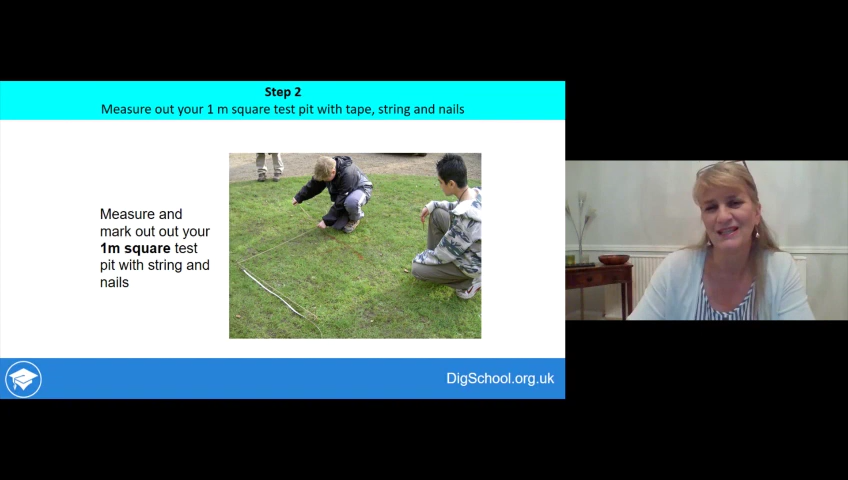 Step 2
Measure out your 1 m square test pit with tape, string and nails
Measure and
mark out out your
1m square test
pit with string and
nails
DigSchool.org.uk